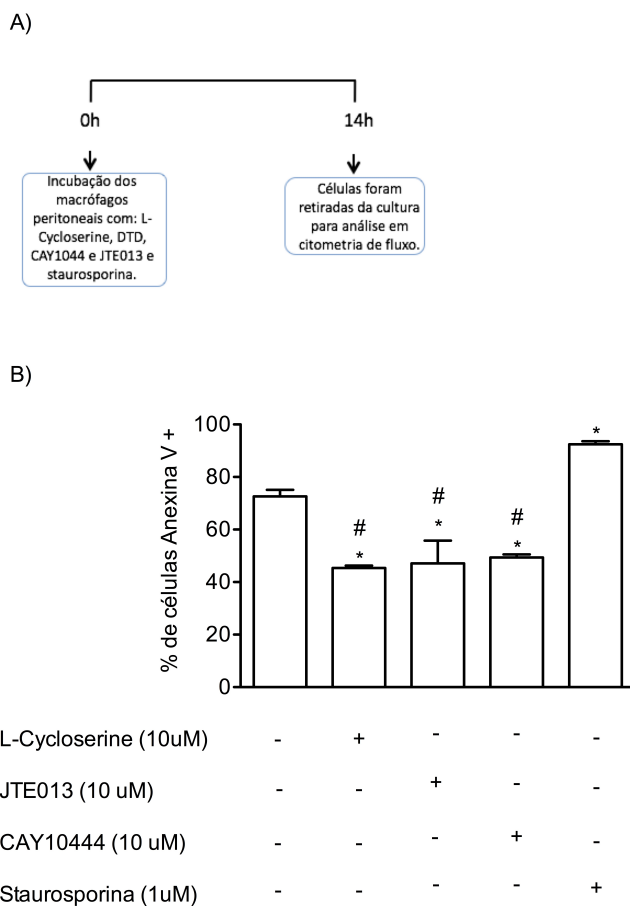 A)
0h
14h
Incubação dos
macrófagos
peritoneais com: L-
Cycloserine, DTD,
CAY1044 e JTE013 e
staurosporina.
Células foram
retiradas da cultura
para análise em
citometria de fluxo.
B)
% de células Anexina V +
100
80
60
40
20
0
#
*
#
*
#
*
*
L-Cycloserine (10uM) - + - - -
JTE013 (10 uM) - - + - -
CAY10444 (10 uM) - - - + -
Staurosporina (1uM) - - - - +